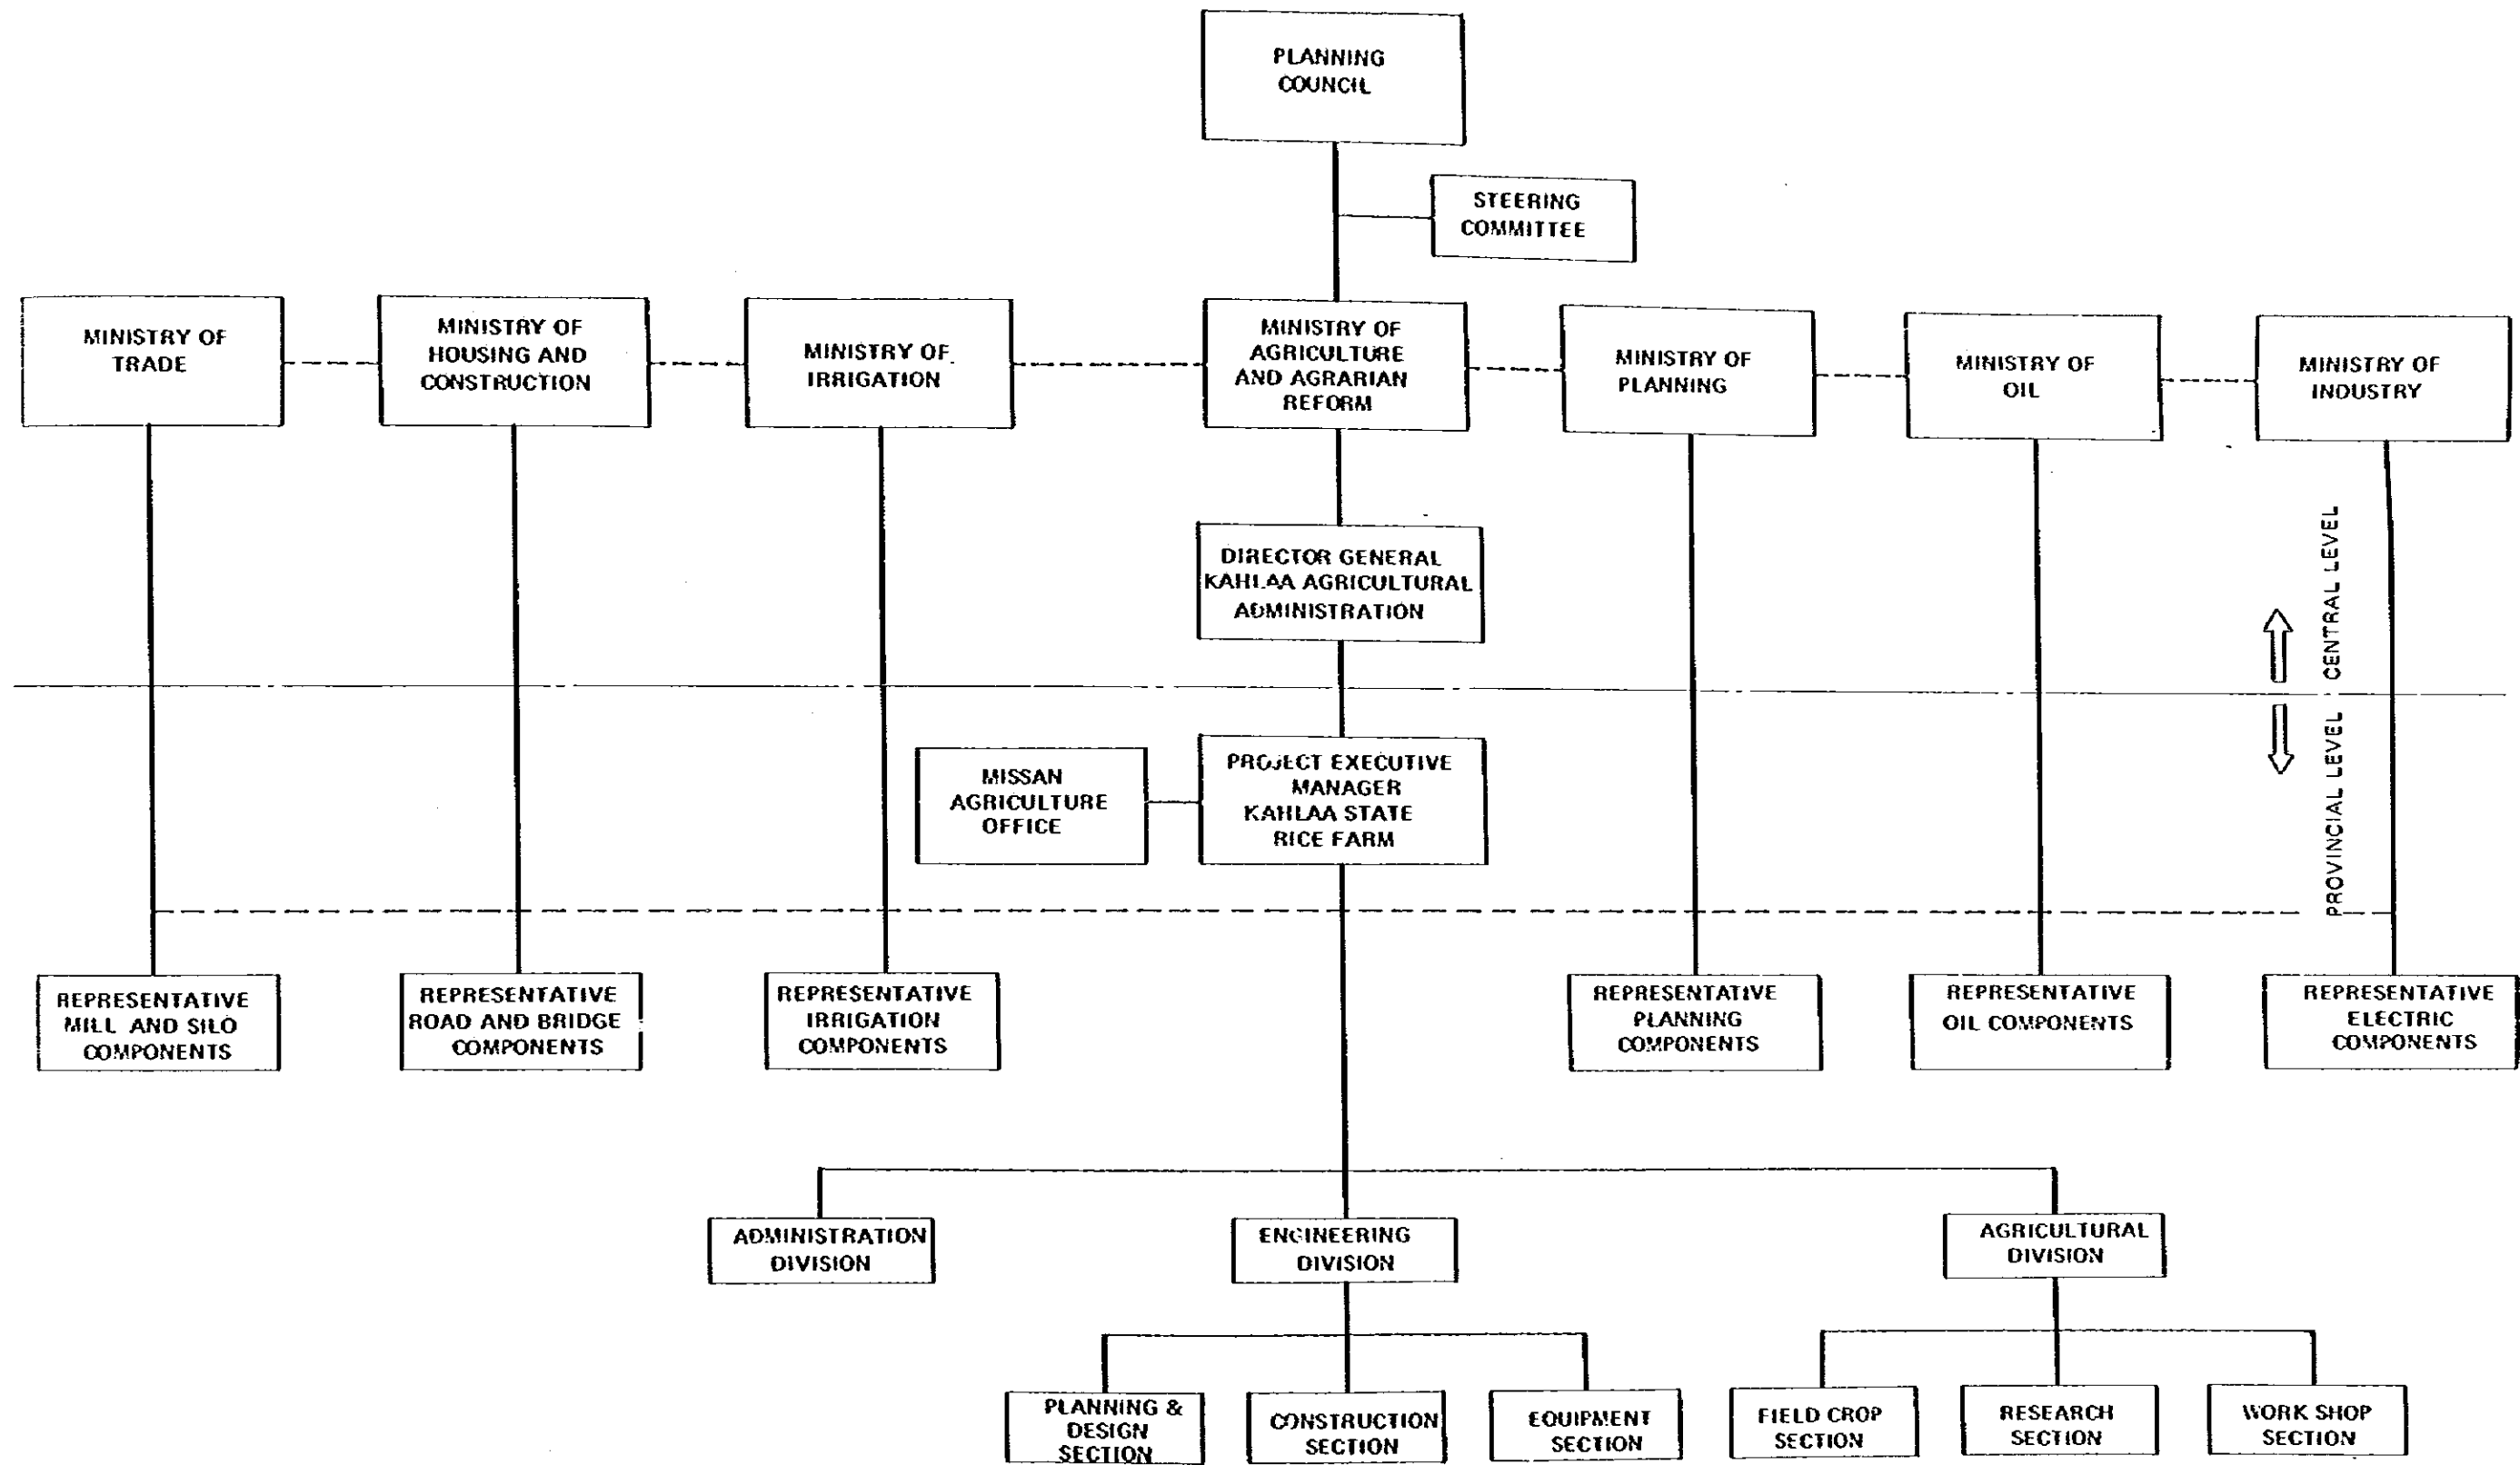 PLANNING
COUNCIL
STEERING
COMMITTEE
MINISTRY OF
TRADE
MINISTRY OF
HOUSING AND
CONSTRUCTION
MINISTRY OF
IRRIGATION
MINISTRY OF
AGRICULTURE
AND AGRARIAN
REFORM
MINISTRY OF
PLANNING
MINISTRY OF
OIL
MINISTRY OF
INDUSTRY
DIRECTOR GENERAL
KAHLAA AGRICULTURAL
ADMINISTRATION
CENTRAL LEVEL
PROVINCIAL LEVEL
MISSAN
AGRICULTURE
OFFICE
PROJECT EXECUTIVE
MANAGER
KAHLAA STATE
RICE FARM
REPRESENTATIVE
MILL AND SILO
COMPONENTS
REPRESENTATIVE
ROAD AND BRIDGE
COMPONENTS
REPRESENTATIVE
IRRIGATION
COMPONENTS
REPRESENTATIVE
PLANNING
COMPONENTS
REPRESENTATIVE
OIL COMPONENTS
REPRESENTATIVE
ELECTRIC
COMPONENTS
ADMINISTRATION
DIVISION
ENGINEERING
DIVISION
AGRICULTURAL
DIVISION
PLANNING &
DESIGN
SECTION
CONSTRUCTION
SECTION
EQUIPMENT
SECTION
FIELD CROP
SECTION
RESEARCH
SECTION
WORK SHOP
SECTION